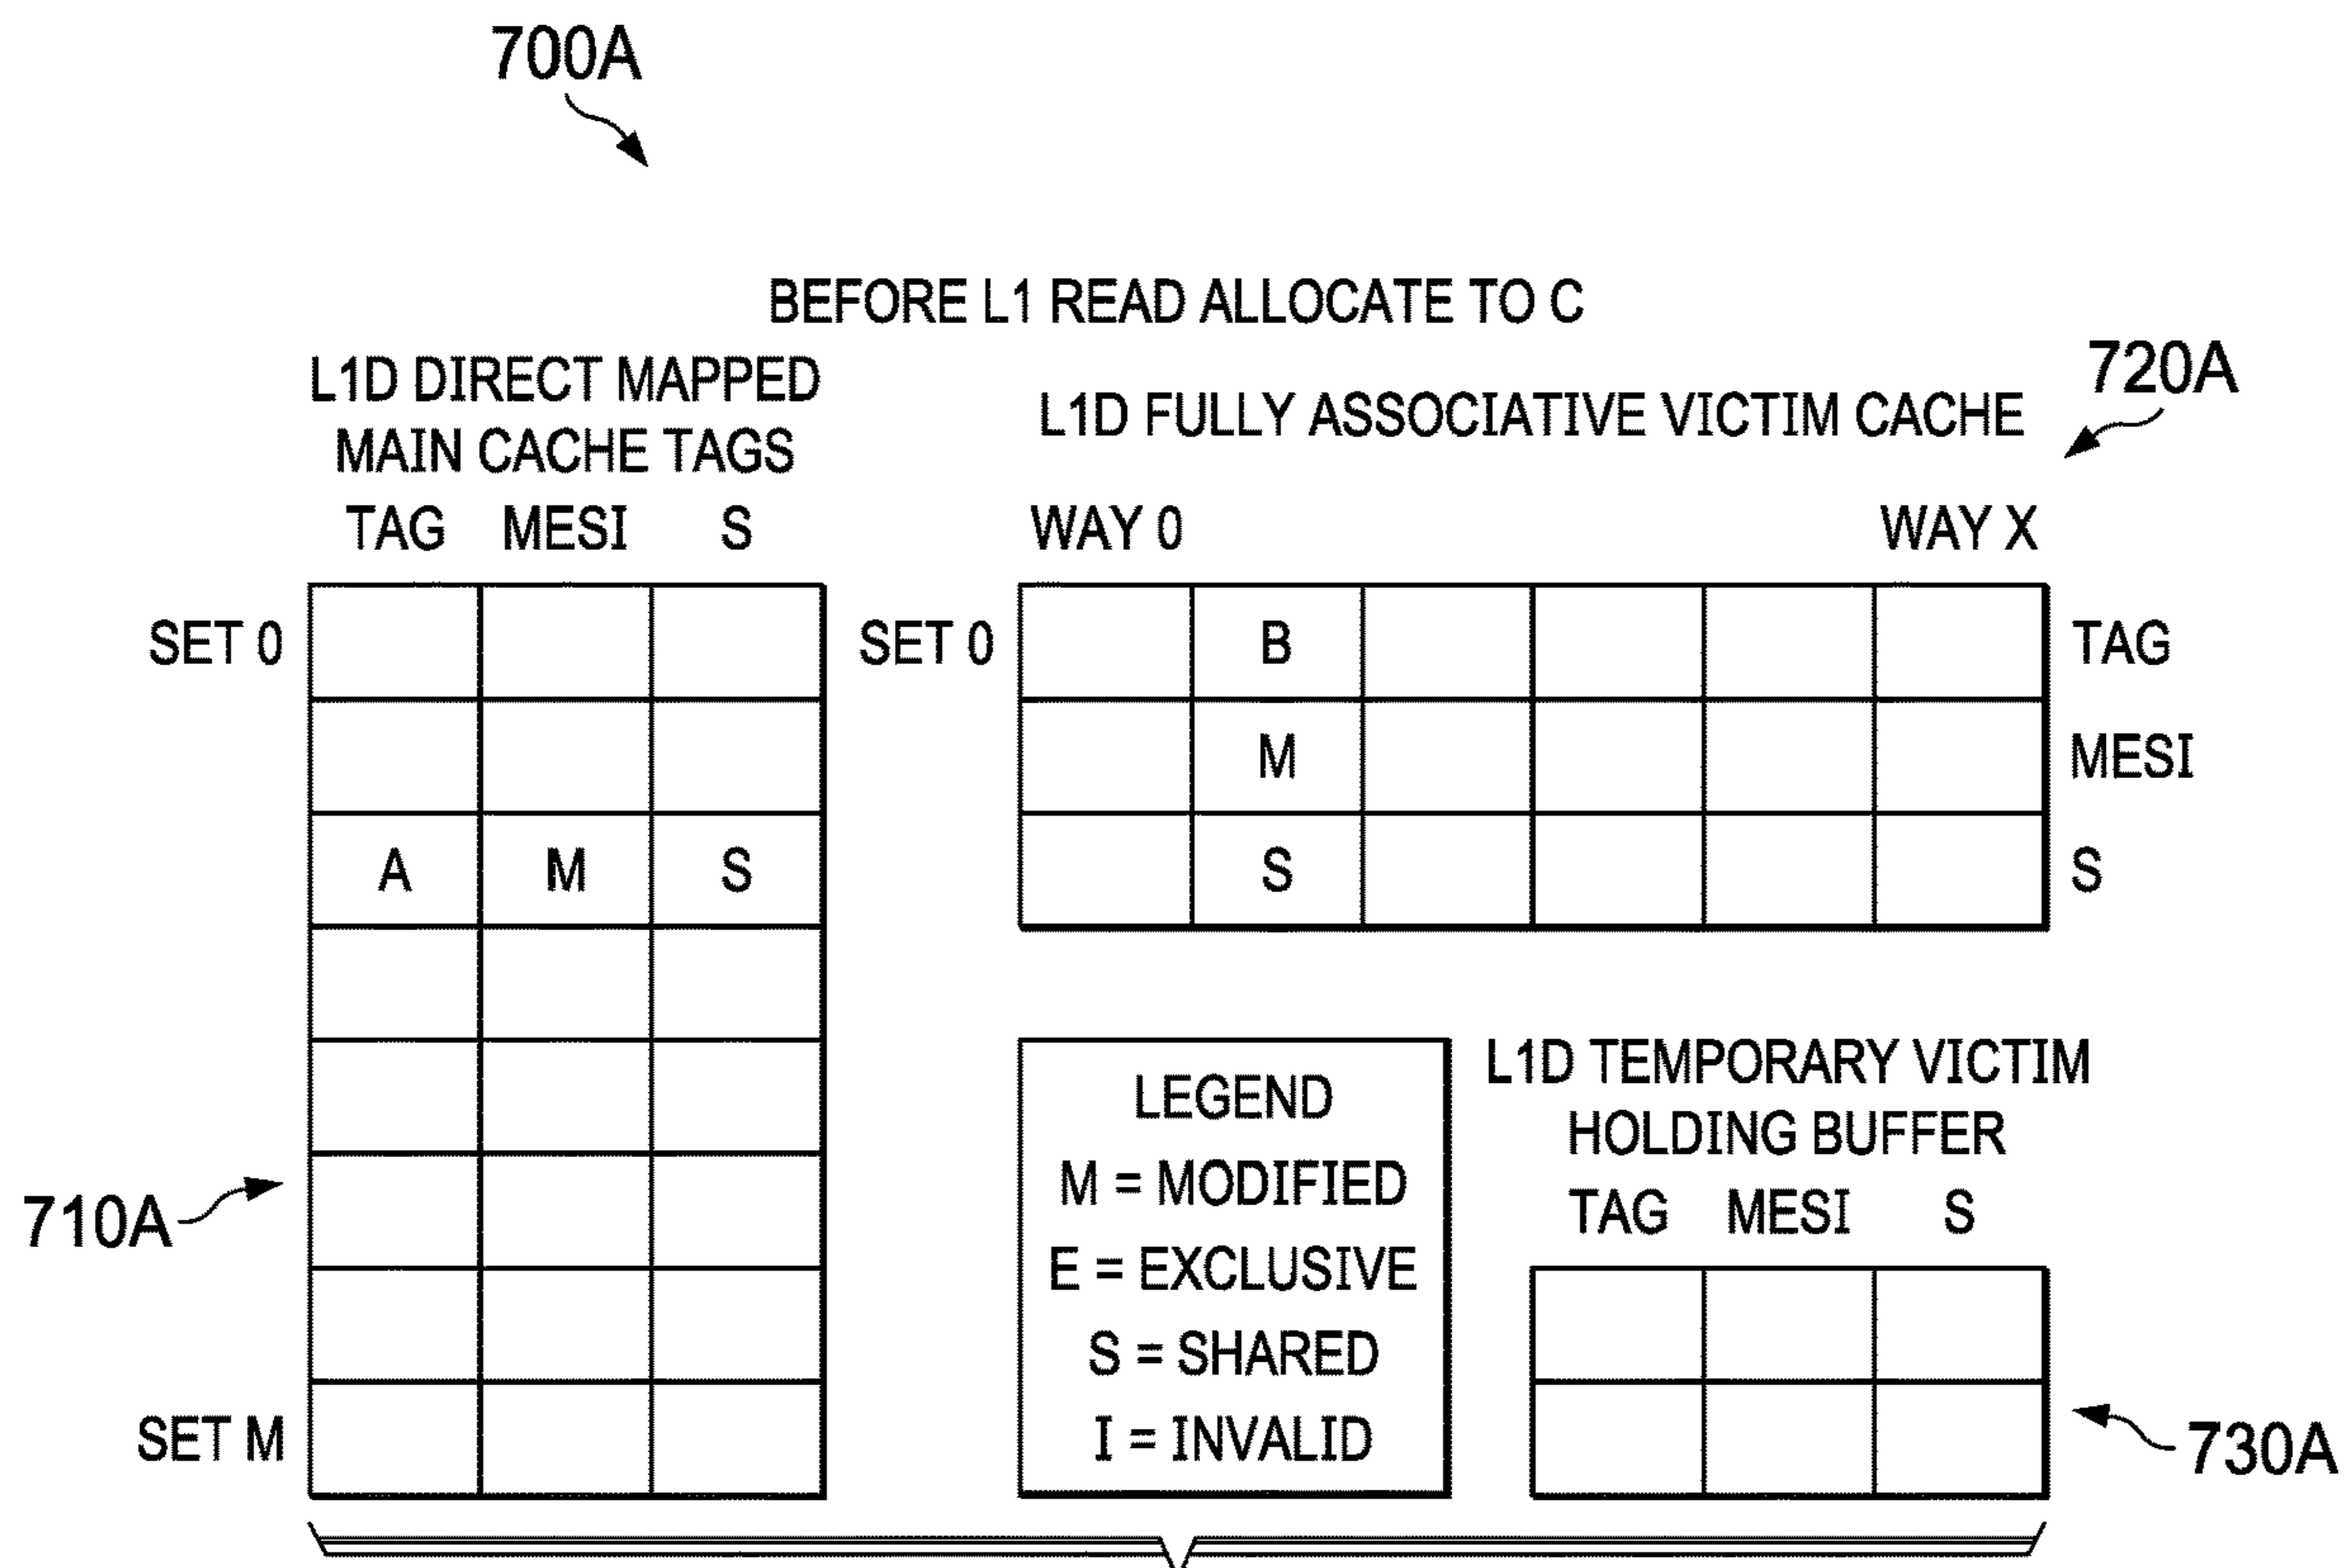 700A
BEFORE L1 READ ALLOCATE TO C
L1D DIRECT MAPPED
MAIN CACHE TAGS
TAG MESI S
SET 0
A M S
SET M
710A
720A
L1D FULLY ASSOCIATIVE VICTIM CACHE
WAY 0 WAY X
SET 0 B TAG
M MESI
S S
LEGEND
M = MODIFIED
E = EXCLUSIVE
S = SHARED
I = INVALID
L1D TEMPORARY VICTIM
HOLDING BUFFER
TAG MESI S
730A